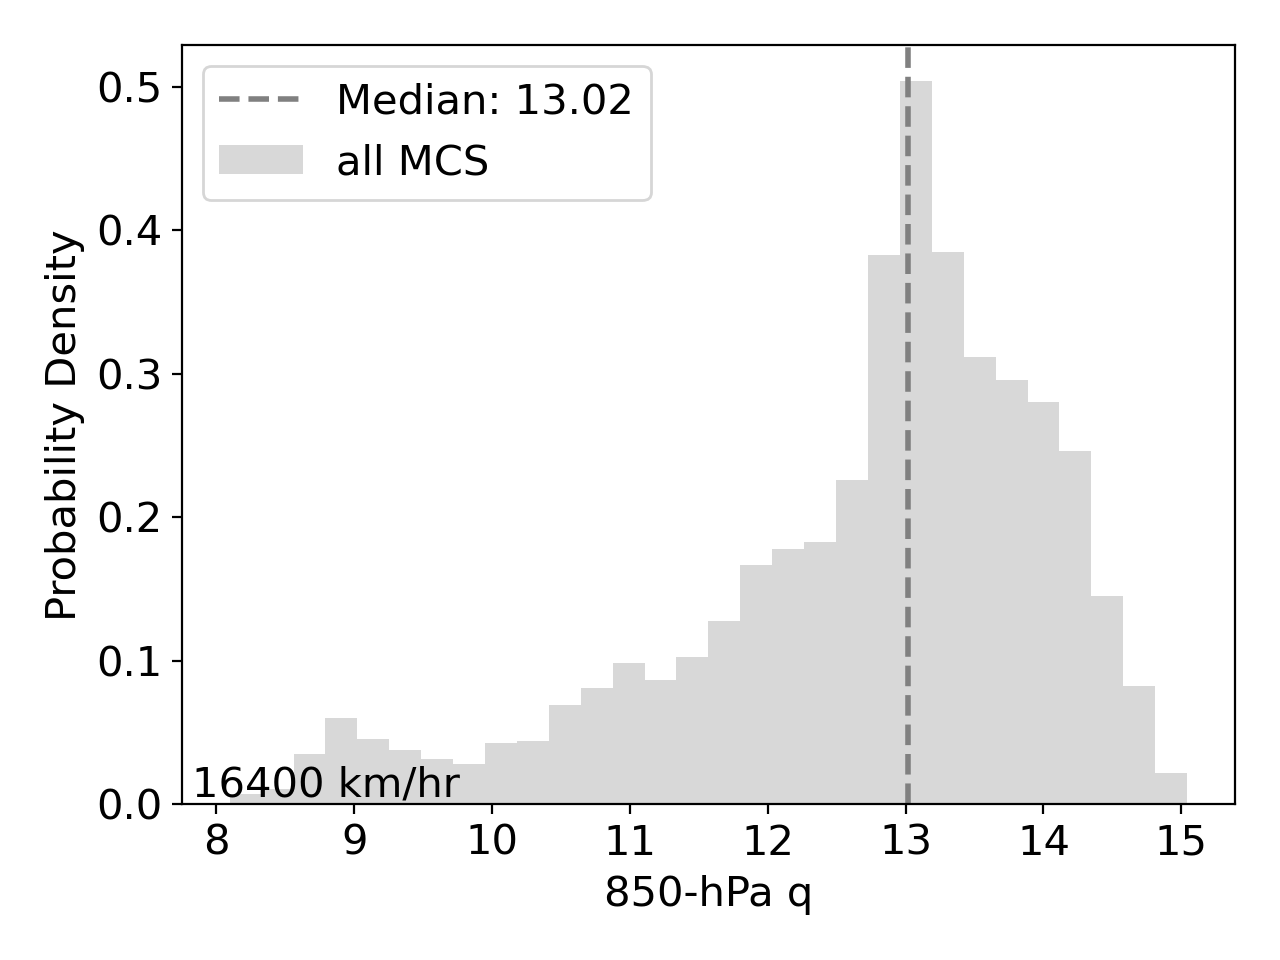 Median: 13.02
all MCS
Probability Density
0.5
0.4
0.3
0.2
0.1
0.0
16400 km/hr
8 9 10 11 12 13 14 15
850-hPa q